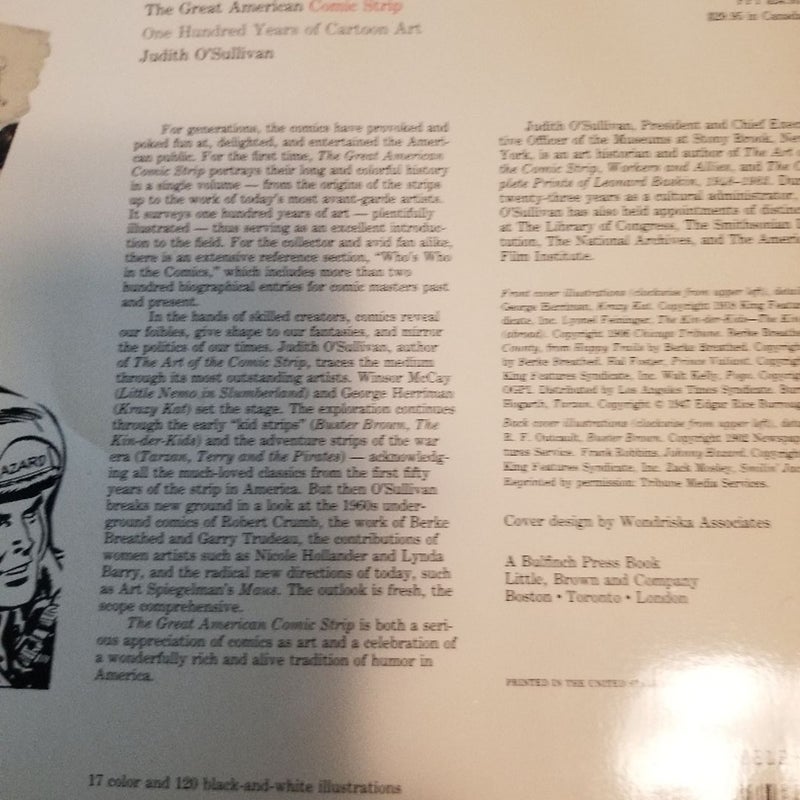 The Great American Comic Strip
One Hundred Years of Cartoon Art
Judith O'Sullivan
$29.95 in Canada
For generations, the comics have provoked and
poked fun at, delighted, and entertained the Ameri-
can public. For the first time, The Great American
Comic Strip portrays their long and colorful history
in a single volume — from the origins of the strips
up to the work of today's most avant-garde artists.
It surveys one hundred years of art — plentifully
illustrated — thus serving as an excellent introduc-
tion to the field. For the collector and avid fan alike,
there is an extensive reference section, "Who's Who
in the Comics," which includes more than two
hundred biographical entries for comic masters past
and present.
In the hands of skilled creators, comics reveal
our foibles, give shape to our fantasies, and mirror
the politics of our times. Judith O'Sullivan, author
of The Art of the Comic Strip, traces the medium
through its most outstanding artists. Winsor McCay
(Little Nemo in Slumberland) and George Herriman
(Krazy Kat) set the stage. The exploration continues
through the early "kid strips" (Buster Brown, The
Kin-der-Kids) and the adventure strips of the war
era (Tarzan, Terry and the Pirates) — acknowledg-
ing all the much-loved classics from the first fifty
years of the strip in America. But then O'Sullivan
breaks new ground in a look at the 1960s under-
ground comics of Robert Crumb, the work of Berke
Breathed and Garry Trudeau, the contributions of
women artists such as Nicole Hollander and Lynda
Barry, and the radical new directions of today, such
as Art Spiegelman's Maus. The outlook is fresh, the
scope comprehensive.
The Great American Comic Strip is both a seri-
ous appreciation of comics as art and a celebration of
a wonderfully rich and alive tradition of humor in
America.
17 color and 120 black-and-white illustrations
AZARD
Judith O'Sullivan, President and Chief Execu
tive Officer of the Museums at Stony Brook, New
York, is an art historian and author of The Art o
the Comic Strip, Workers and Allies, and The C
plete Prints of Leonard Baskin, Dur
twenty-three years as a cultural administrator,
O'Sullivan has also held appointments of distinc
at The Library of Congress, The Smithsonian I
tution, The National Archives, and The Americ
Film Institute.
Front cover illustrations (clockwise from upper left), detail
George Herriman, Krazy Kat. Copyright King Featur
dicate, Inc. Lyonel Feininger, The Kin-der-Kids—The Kin
(abroad). Copyright 1906 Chicago Tribune. Berke Breathe
County, from Happy Trails by Berke Breathed. Copyrigh
by Berke Breathed. Hal Foster, Prince Valiant. Copyrigh
King Features Syndicate, Inc. Walt Kelly, Pogo. Copyrig
OGPI. Distributed by Los Angeles Times Syndicate. Bur
Hogarth, Tarzan. Copyright © 1947 Edgar Rice Burroug
Back cover illustrations (clockwise from upper left), deta
R. F. Outcault, Buster Brown. Copyright 1902 Newspap
tures Service. Frank Robbins, Johnny Hazard. Copyrigh
King Features Syndicate, Inc. Zack Mosley, Smilin' Jac
Reprinted by permission: Tribune Media Services.
Cover design by Wondriska Associates
A Bulfinch Press Book
Little, Brown and Company
Boston • Toronto • London
PRINTED IN THE UNITED